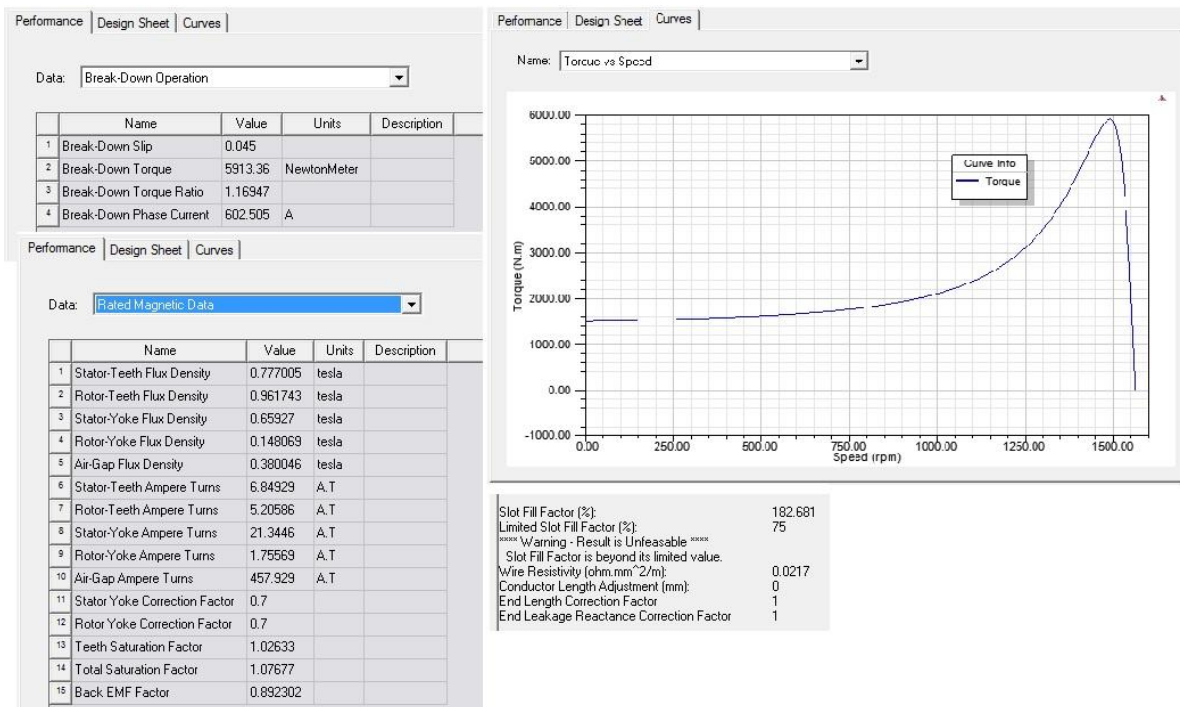 Performance Design Sheet Curves
Data: Break-Down Operation
Name Value Units Description
1 Break-Down Slip 0.045
2 Break-Down Torque 5913.36 NewtonMeter
3 Break-Down Torque Ratio 1.16947
4 Break-Down Phase Current 602.505 A
Performance Design Sheet Curves
Data: Rated Magnetic Data
Name Value Units Description
1 Stator-Teeth Flux Density 0.777005 tesla
2 Rotor-Teeth Flux Density 0.961743 tesla
3 Stator-Yoke Flux Density 0.65927 tesla
4 Rotor-Yoke Flux Density 0.148069 tesla
5 Air-Gap Flux Density 0.380046 tesla
6 Stator-Teeth Ampere Turns 6.84929 A.T
7 Rotor-Teeth Ampere Turns 5.20586 A.T
8 Stator-Yoke Ampere Turns 21.3446 A.T
9 Rotor-Yoke Ampere Turns 1.75569 A.T
10 Air-Gap Ampere Turns 457.929 A.T
11 Stator Yoke Correction Factor 0.7
12 Rotor Yoke Correction Factor 0.7
13 Teeth Saturation Factor 1.02633
14 Total Saturation Factor 1.07677
15 Back EMF Factor 0.892302
Performance Design Sheet Curves
Name: Torque vs Speed
6000.00
5000.00
4000.00
3000.00
2000.00
1000.00
0.00
-1000.00
Torque (N.m)
Curve Info
Torque
0.00 250.00 500.00 750.00 1000.00 1250.00 1500.00
Speed (rpm)
Slot Fill Factor (%): 182.681
Limited Slot Fill Factor (%): 75
**** Warning - Result is Unfeasable ****
Slot Fill Factor is beyond its limited value.
Wire Resistivity (ohm.mm^2/m): 0.0217
Conductor Length Adjustment (mm): 0
End Length Correction Factor 1
End Leakage Reactance Correction Factor 1